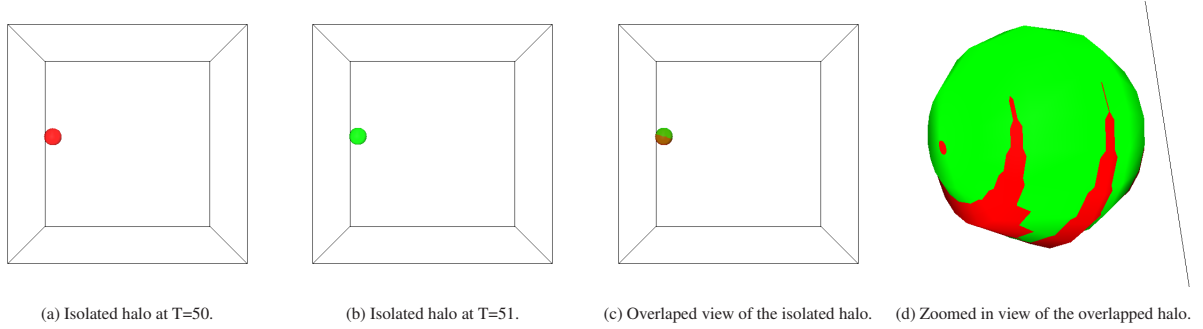 (a) Isolated halo at T=50.
(b) Isolated halo at T=51.
(c) Overlaped view of the isolated halo.
(d) Zoomed in view of the overlapped halo.